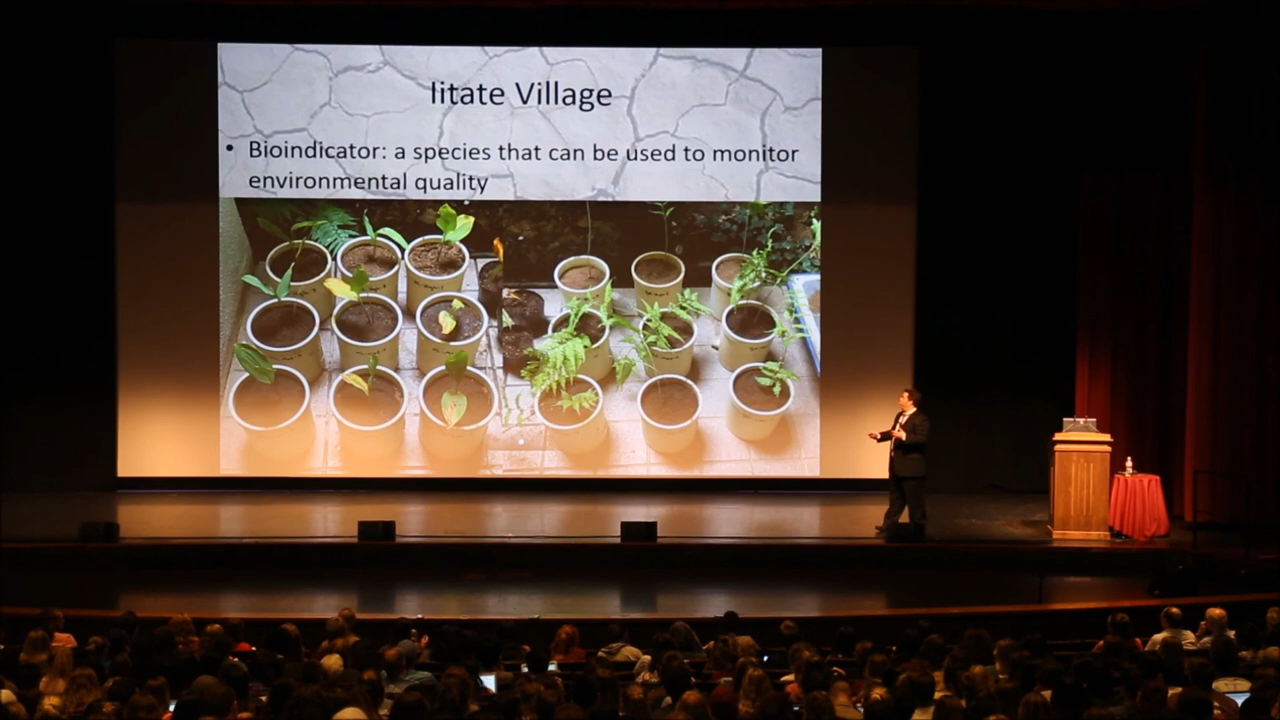 Iitate Village
• Bioindicator: a species that can be used to monitor
environmental quality